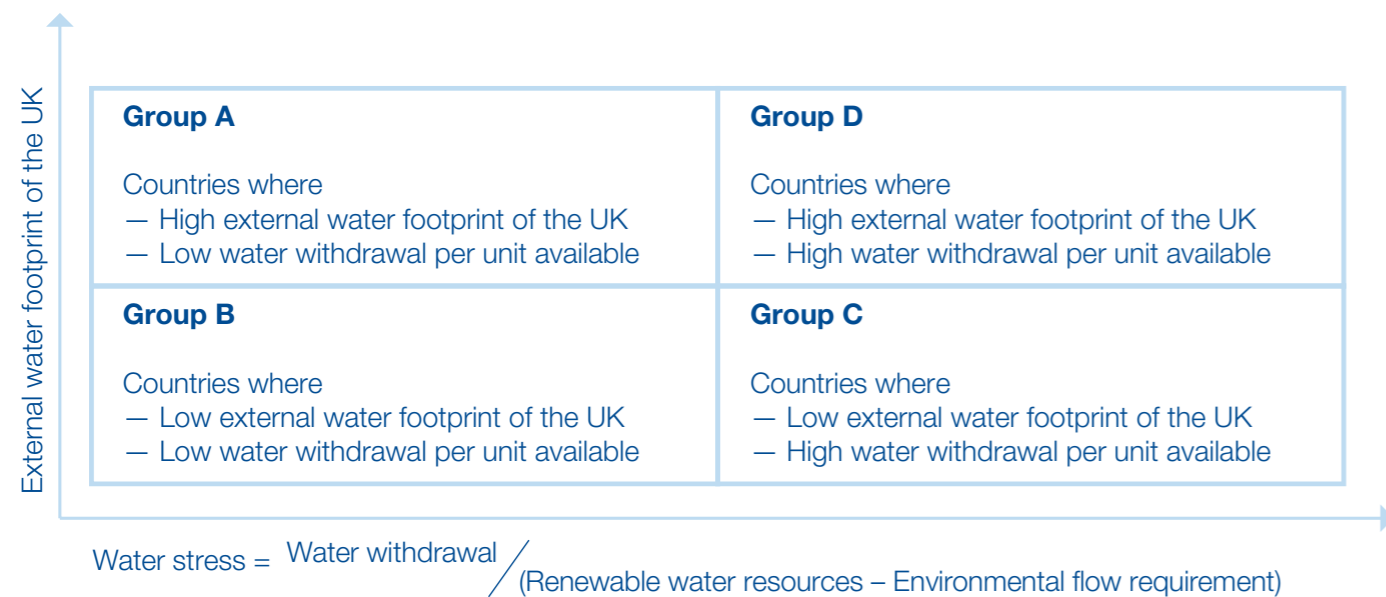 External water footprint of the UK
Group A
Countries where
— High external water footprint of the UK
— Low water withdrawal per unit available
Group D
Countries where
— High external water footprint of the UK
— High water withdrawal per unit available
Group B
Countries where
— Low external water footprint of the UK
— Low water withdrawal per unit available
Group C
Countries where
— Low external water footprint of the UK
— High water withdrawal per unit available
Water stress = Water withdrawal / (Renewable water resources – Environmental flow requirement)